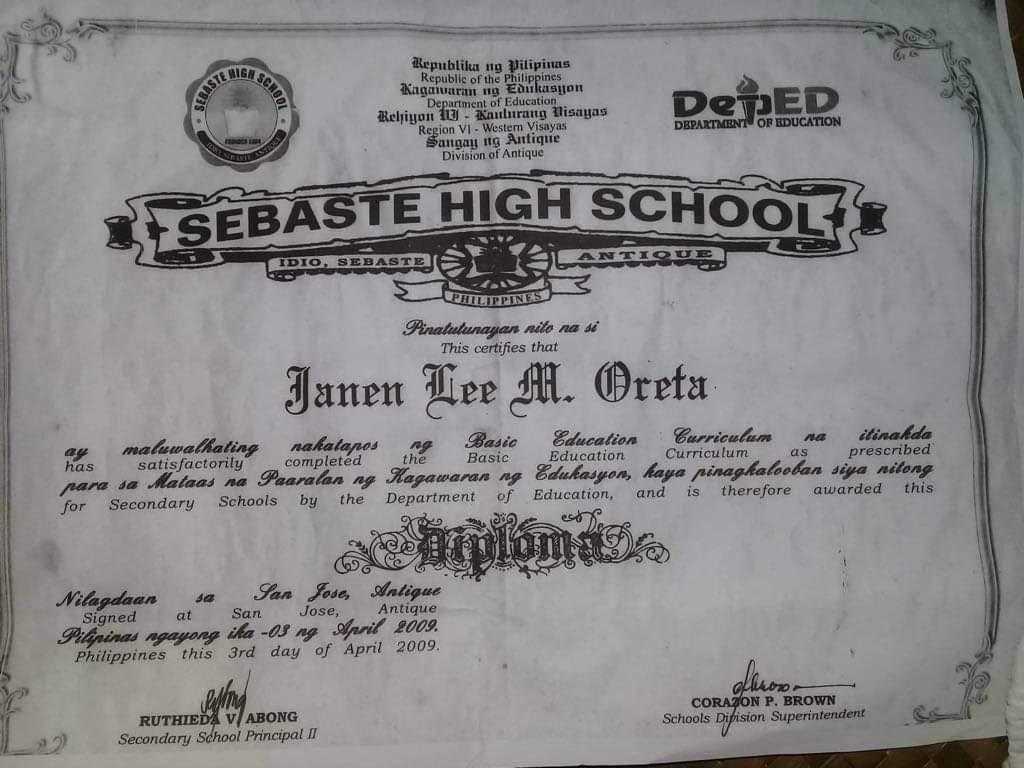 SEBASTE HIGH SCHOOL
Republika ng Pilipinas
Republic of the Philippines
Kagawaran ng Edukasyon
Department of Education
Rehiyon VI - Kanlurang Visayas
Region VI - Western Visayas
Sangay ng Antique
Division of Antique
DepED
DEPARTMENT OF EDUCATION
SEBASTE HIGH SCHOOL
IDIO, SEBASTE ANTIQUE
PHILIPPINES
Pinatutunayan nito na si
This certifies that
Janen Lee M. Oreta
ay maluwalhating nakatapos ng Basic Education Curriculum na itinakda
has satisfactorily completed the Basic Education Curriculum as prescribed
para sa Mataas na Paaralan ng Kagawaran ng Edukasyon, kaya pinagkalooban siya nitong
for Secondary Schools by the Department of Education, and is therefore awarded this
Diploma
Nilagdaan sa San Jose, Antique
Signed at San Jose, Antique
Pilipinas ngayong ika -03 ng April 2009.
Philippines this 3rd day of April 2009.
RUTHIEDA V. ABONG
Secondary School Principal II
CORAZON P. BROWN
Schools Division Superintendent